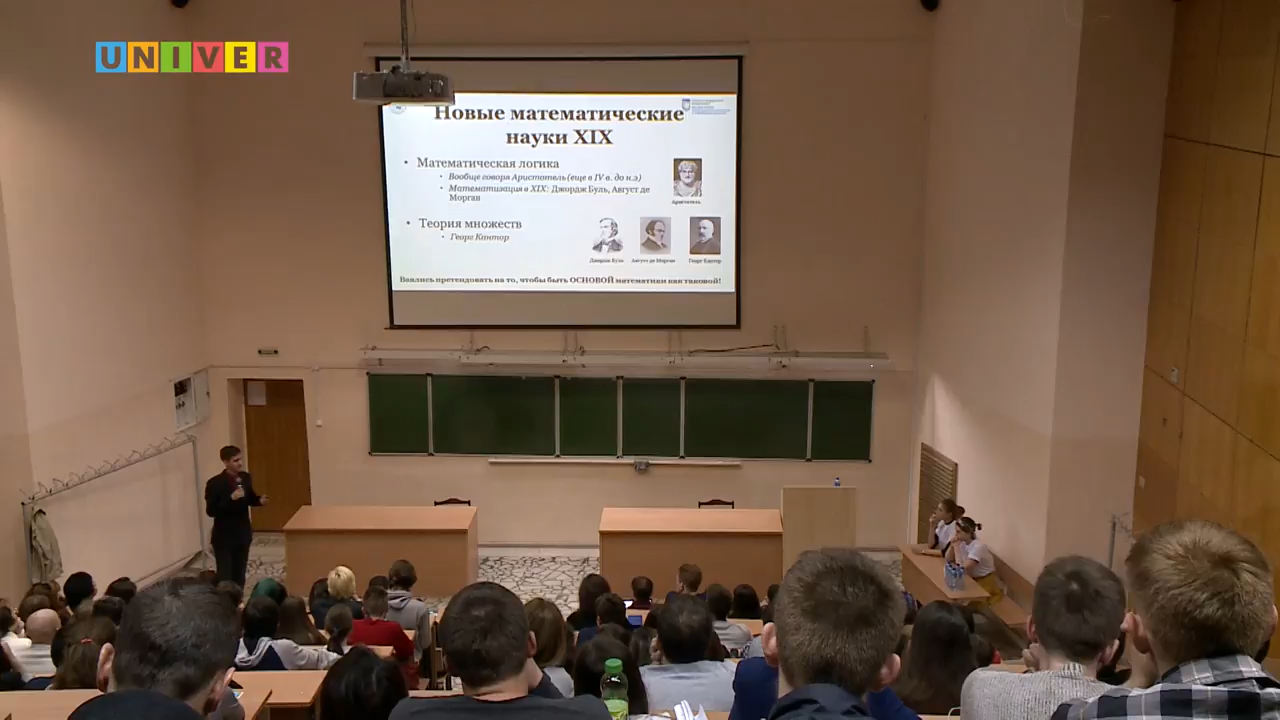 UNIVER
Новые математические
науки XIX
• Математическая логика
• Вообще говоря Аристотель (еще в IV в. до н.э)
• Математизация в XIX: Джордж Буль, Август де
Морган
Аристотель
• Теория множеств
• Георг Кантор
Джордж Буль Август де Морган Георг Кантор
Взялись претендовать на то, чтобы быть ОСНОВОЙ математики как таковой!